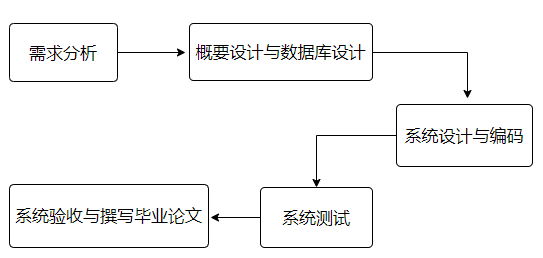 需求分析
概要设计与数据库设计
系统设计与编码
系统测试
系统验收与撰写毕业论文